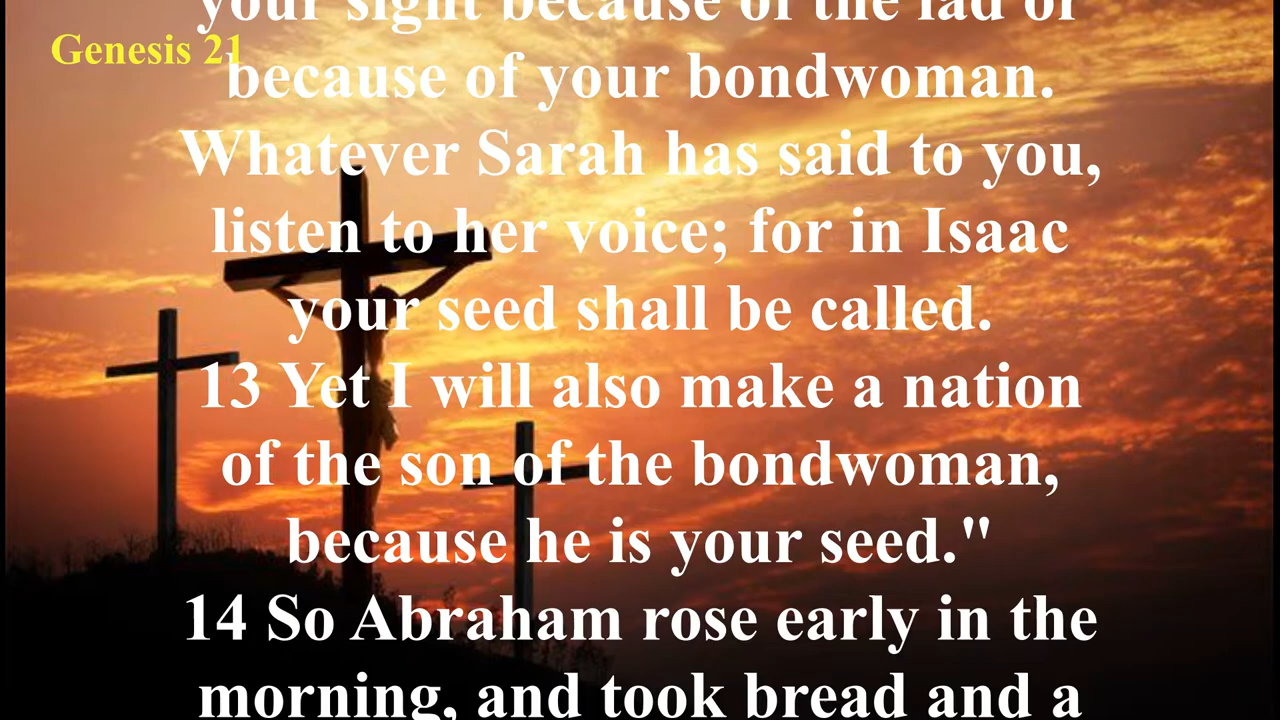 your sight because of the lad or
Genesis 21
because of your bondwoman.
Whatever Sarah has said to you,
listen to her voice; for in Isaac
your seed shall be called.
13 Yet I will also make a nation
of the son of the bondwoman,
because he is your seed."
14 So Abraham rose early in the
morning, and took bread and a